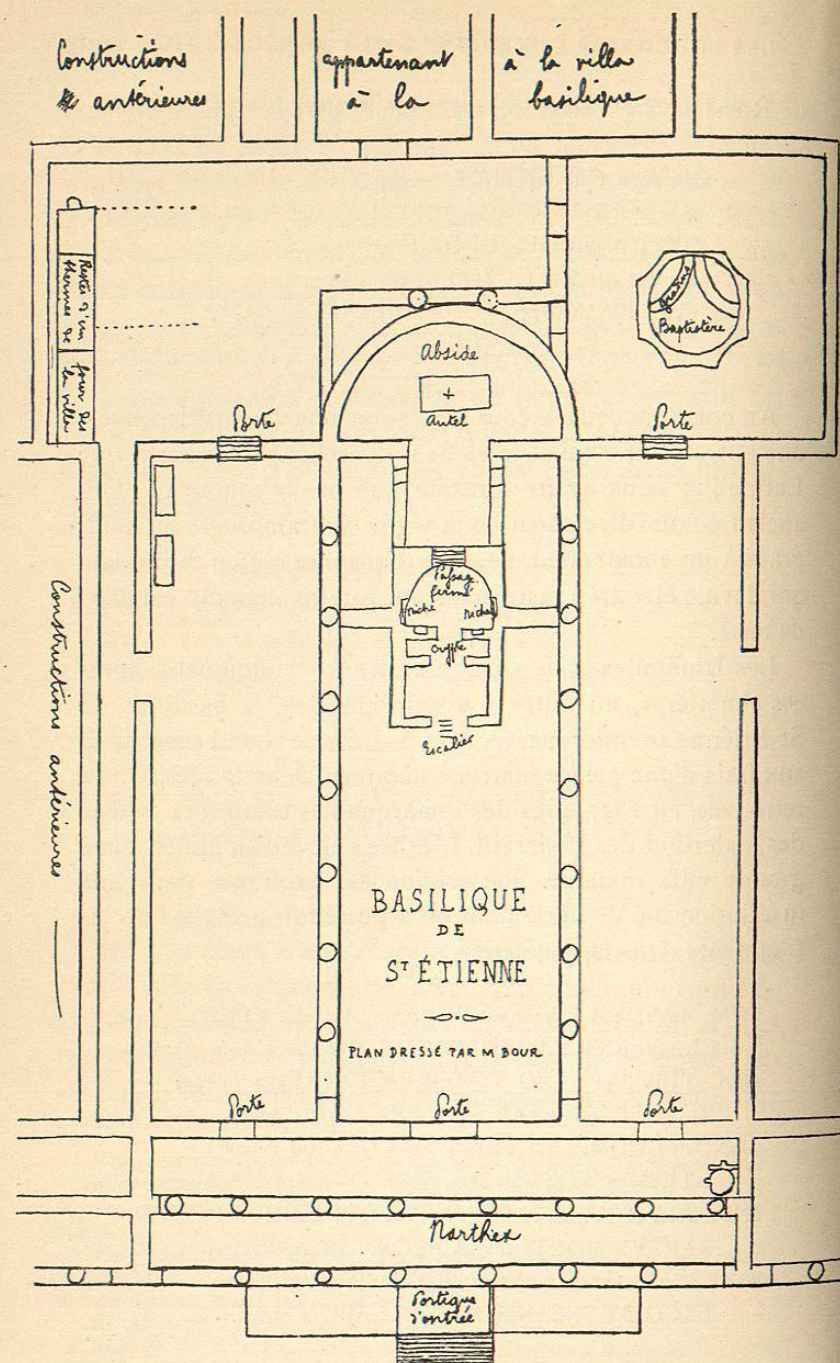 Constructions
antérieures
appartenant
à la
à la villa
basilique
Restes d'un
thermes de
four des
la villa
gradins
Baptistère
Abside
Autel
Porte
Porte
Passage
fermé
Niche
Niche
Crypte
Escalier
Constructions antérieures
BASILIQUE
DE
ST ÉTIENNE
PLAN DRESSÉ PAR M BOUR
Porte
Porte
Porte
Narthex
Portique
d'entrée